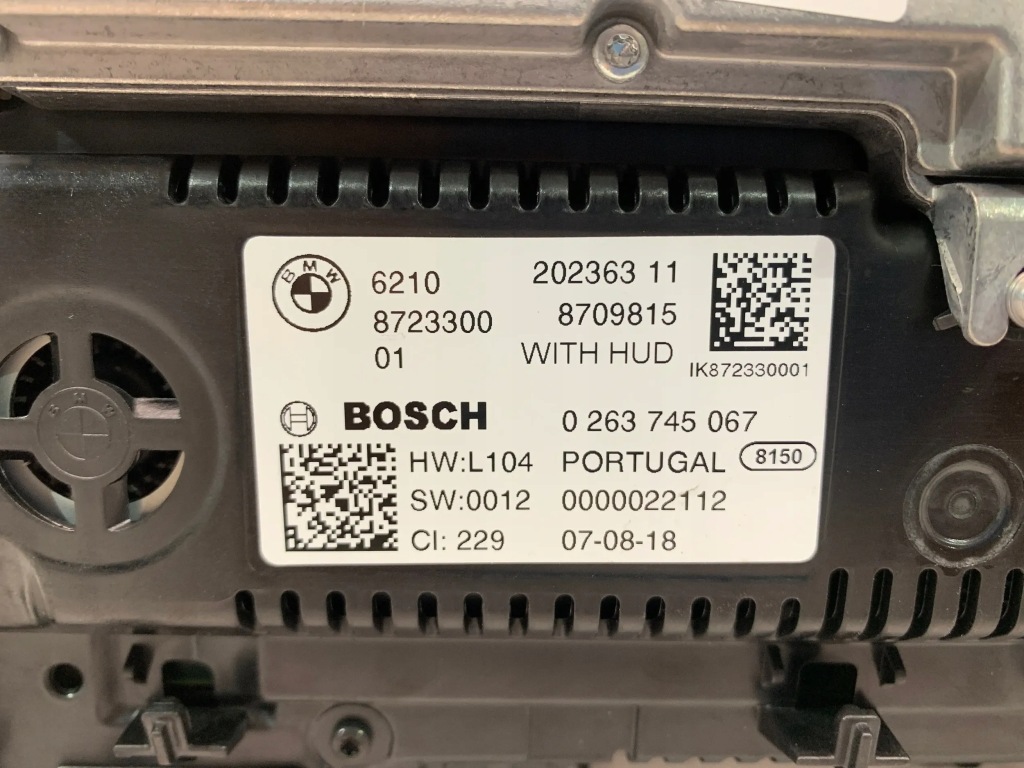 BMW
6210 202363 11
8723300 8709815
01 WITH HUD
IK872330001
BOSCH 0 263 745 067
HW:L104 PORTUGAL 8150
SW:0012 0000022112
CI: 229 07-08-18
BMW